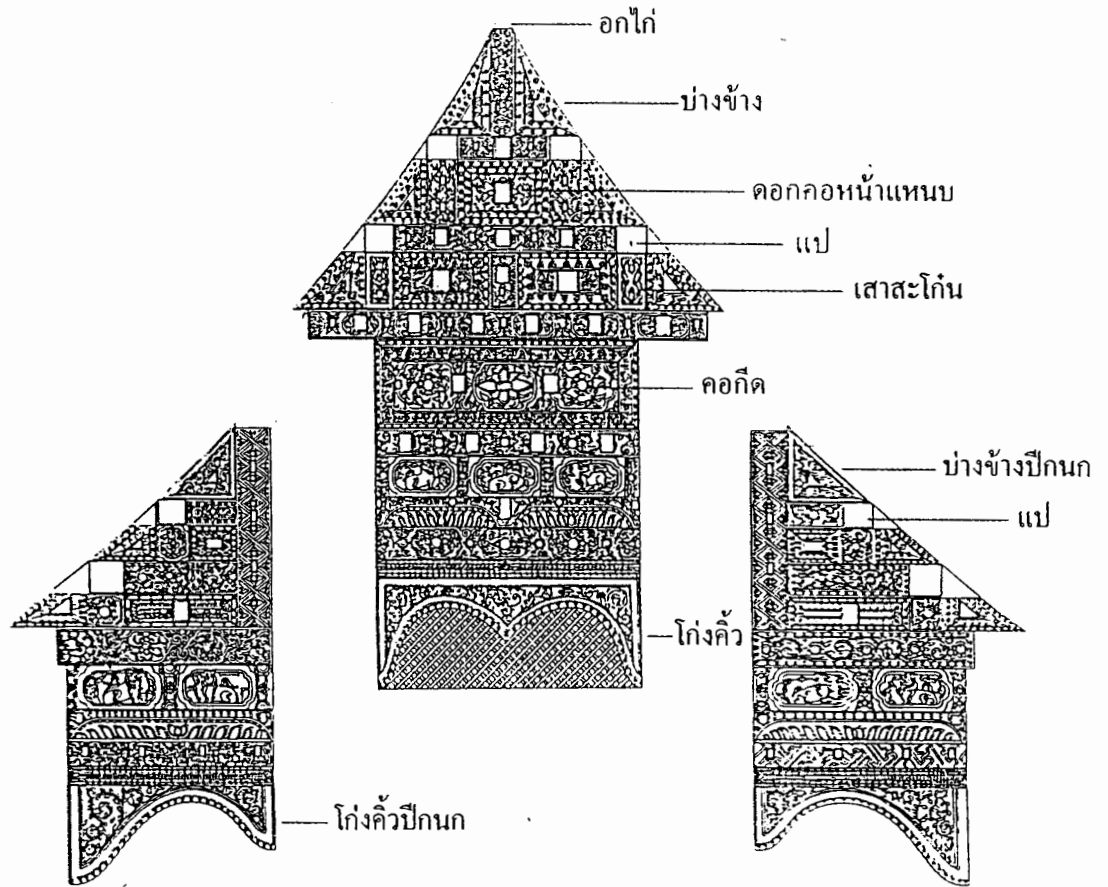 อกไก่
บ่างข้าง
ดอกคอหน้าแหนบ
แป
เสาสะโก๋น
คอกีด
บ่างข้างปีกนก
แป
โก่งคิ้ว
โก่งคิ้วปีกนก